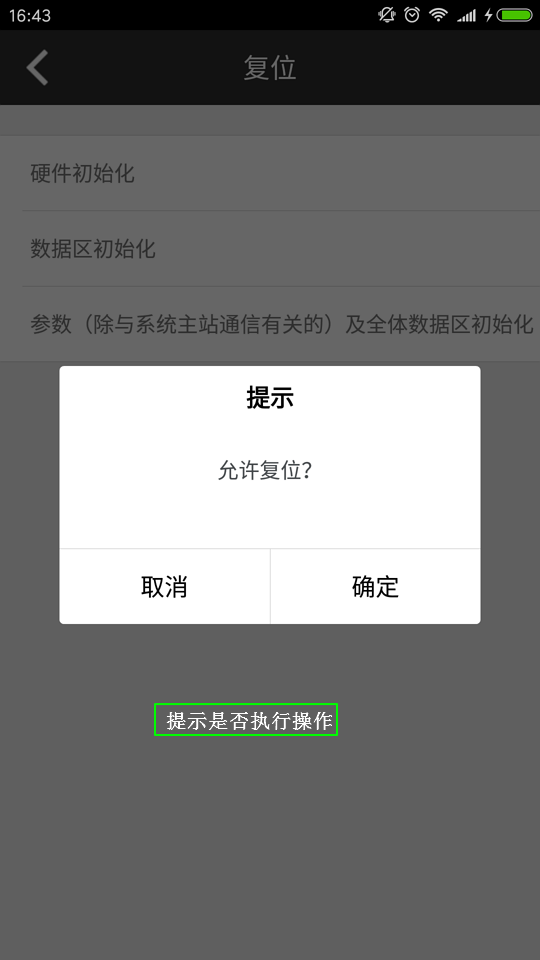 16:43
复位
硬件初始化
数据区初始化
参数（除与系统主站通信有关的）及全体数据区初始化
提示
允许复位？
取消
确定
提示是否执行操作